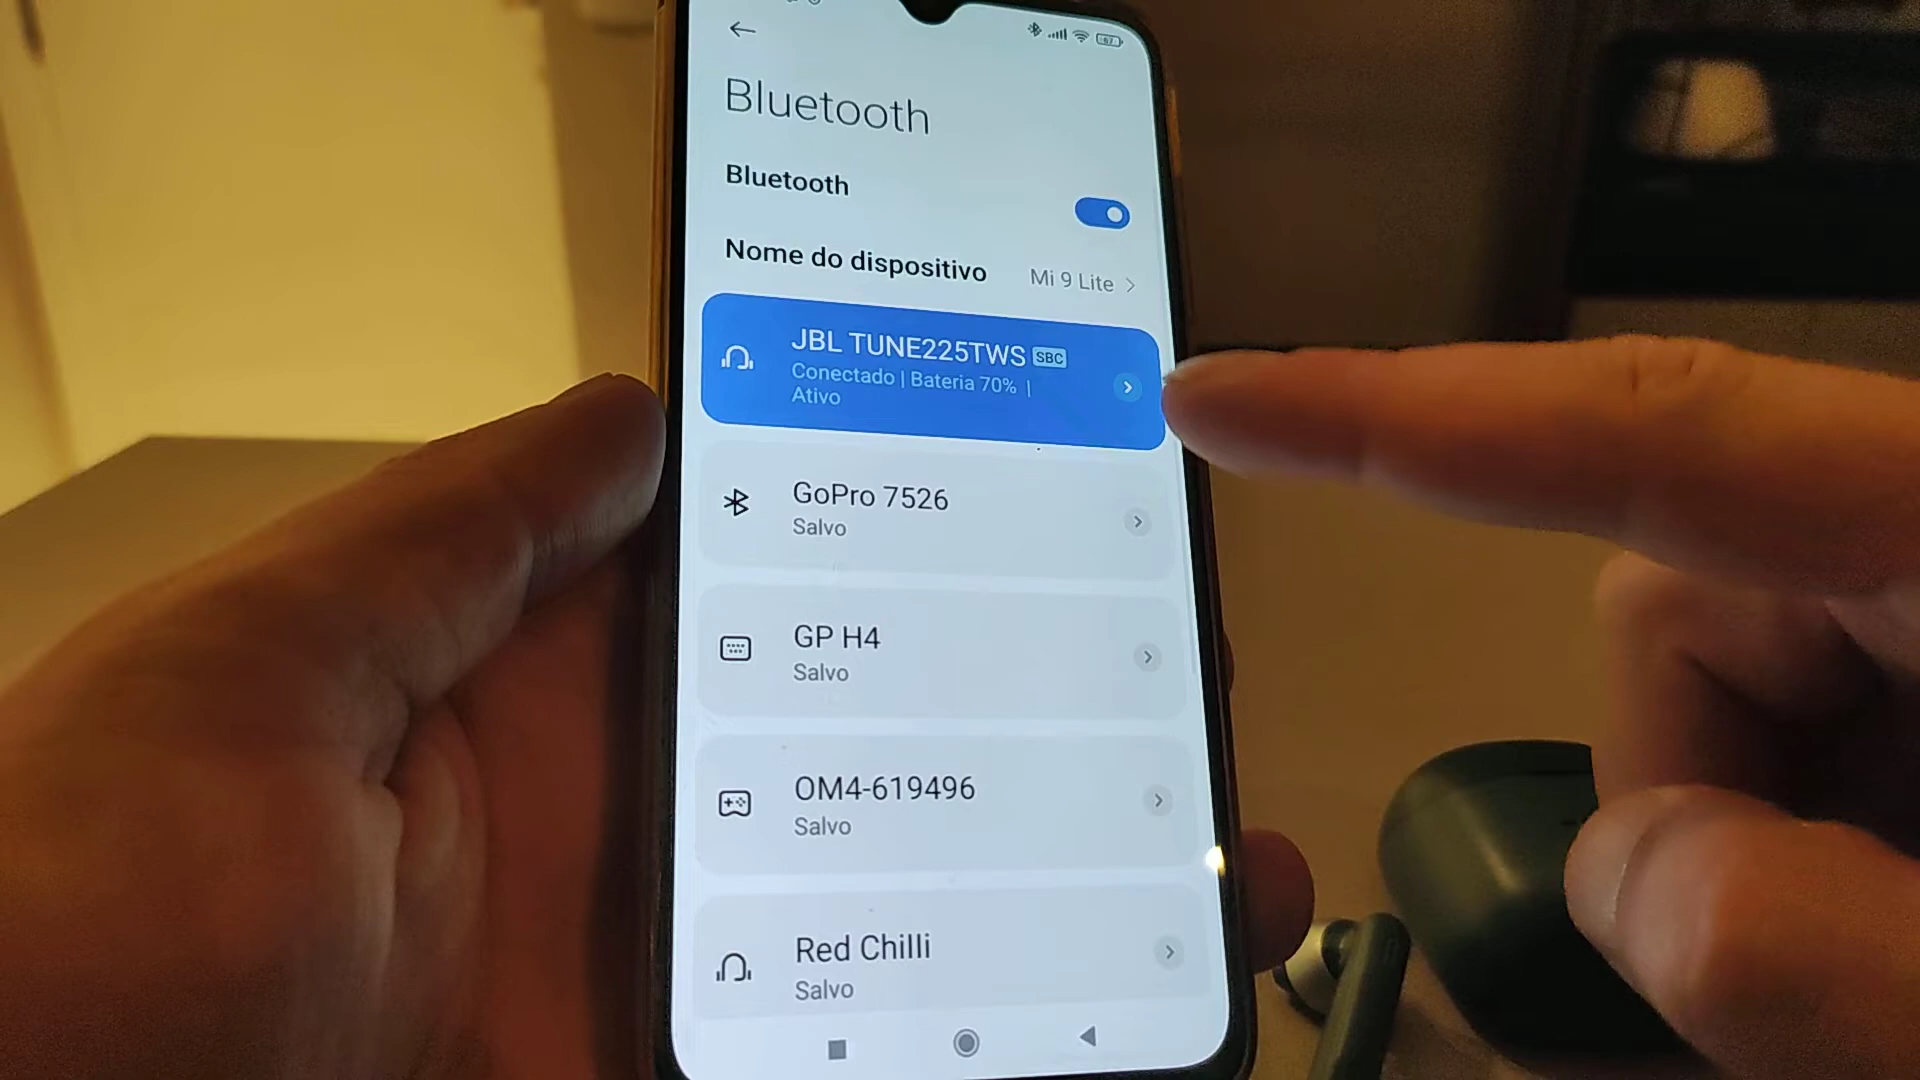 67
Bluetooth
Bluetooth
Nome do dispositivo
Mi 9 Lite
JBL TUNE225TWS SBC
Conectado | Bateria 70% |
Ativo
GoPro 7526
Salvo
GP H4
Salvo
OM4-619496
Salvo
Red Chilli
Salvo